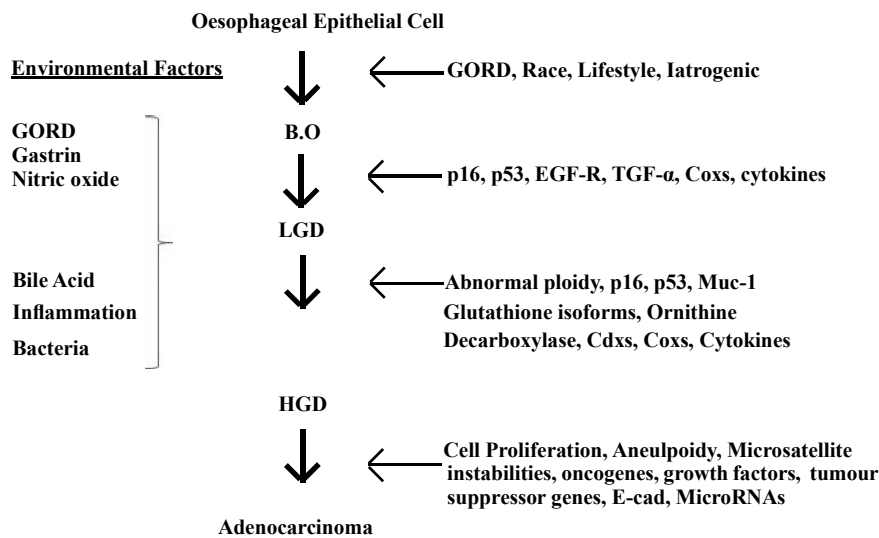 Oesophageal Epithelial Cell
Environmental Factors
GORD, Race, Lifestyle, Iatrogenic
GORD
Gastrin
Nitric oxide
B.O
p16, p53, EGF-R, TGF-α, Coxs, cytokines
LGD
Bile Acid
Inflammation
Bacteria
Abnormal ploidy, p16, p53, Muc-1
Glutathione isoforms, Ornithine
Decarboxylase, Cdxs, Coxs, Cytokines
HGD
Cell Proliferation, Aneulpoidy, Microsatellite
instabilities, oncogenes, growth factors, tumour
suppressor genes, E-cad, MicroRNAs
Adenocarcinoma